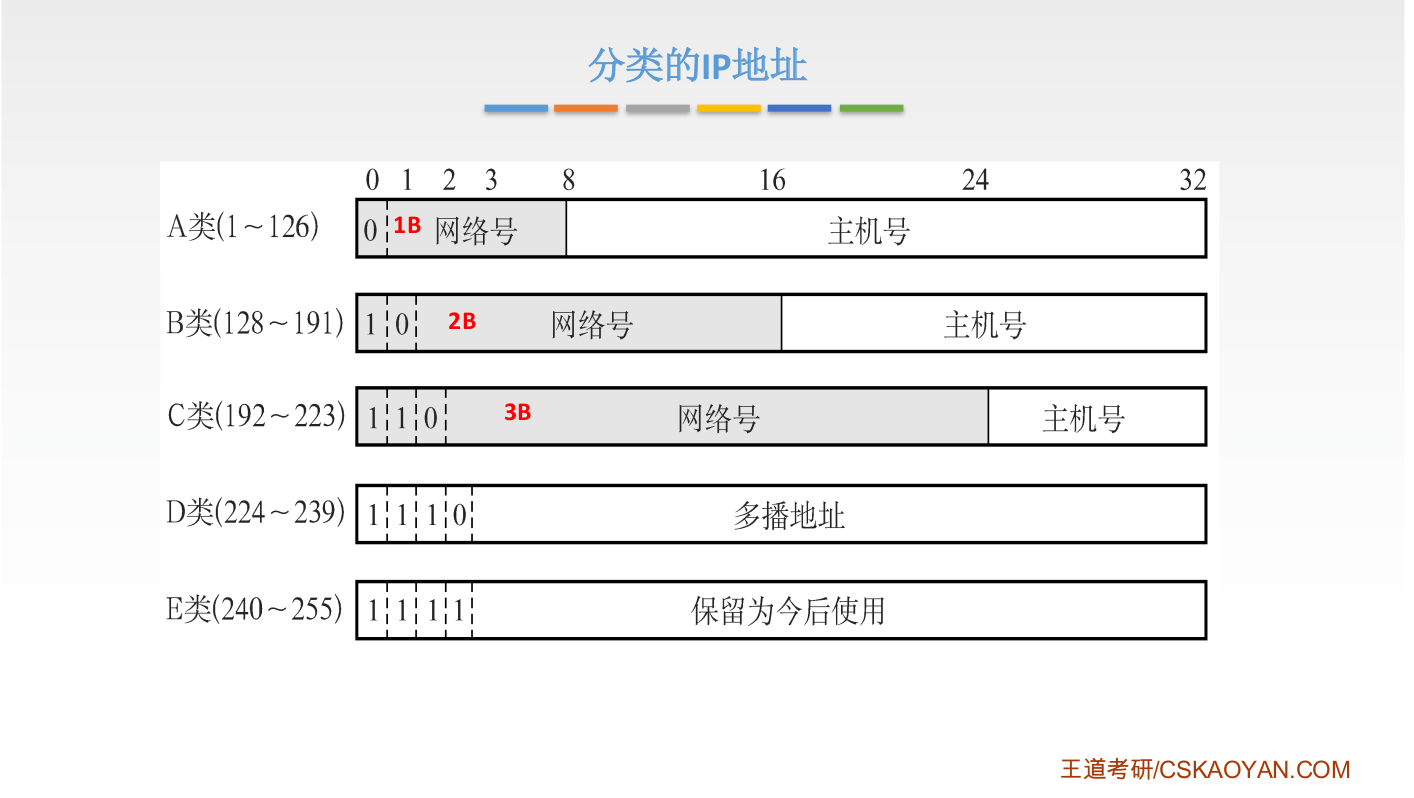 分类的IP地址
0 1 2 3 8 16 24 32
A类(1~126) 0 1B 网络号 主机号
B类(128~191) 1 0 2B 网络号 主机号
C类(192~223) 1 1 0 3B 网络号 主机号
D类(224~239) 1 1 1 0 多播地址
E类(240~255) 1 1 1 1 保留为今后使用
王道考研/CSKAOYAN.COM